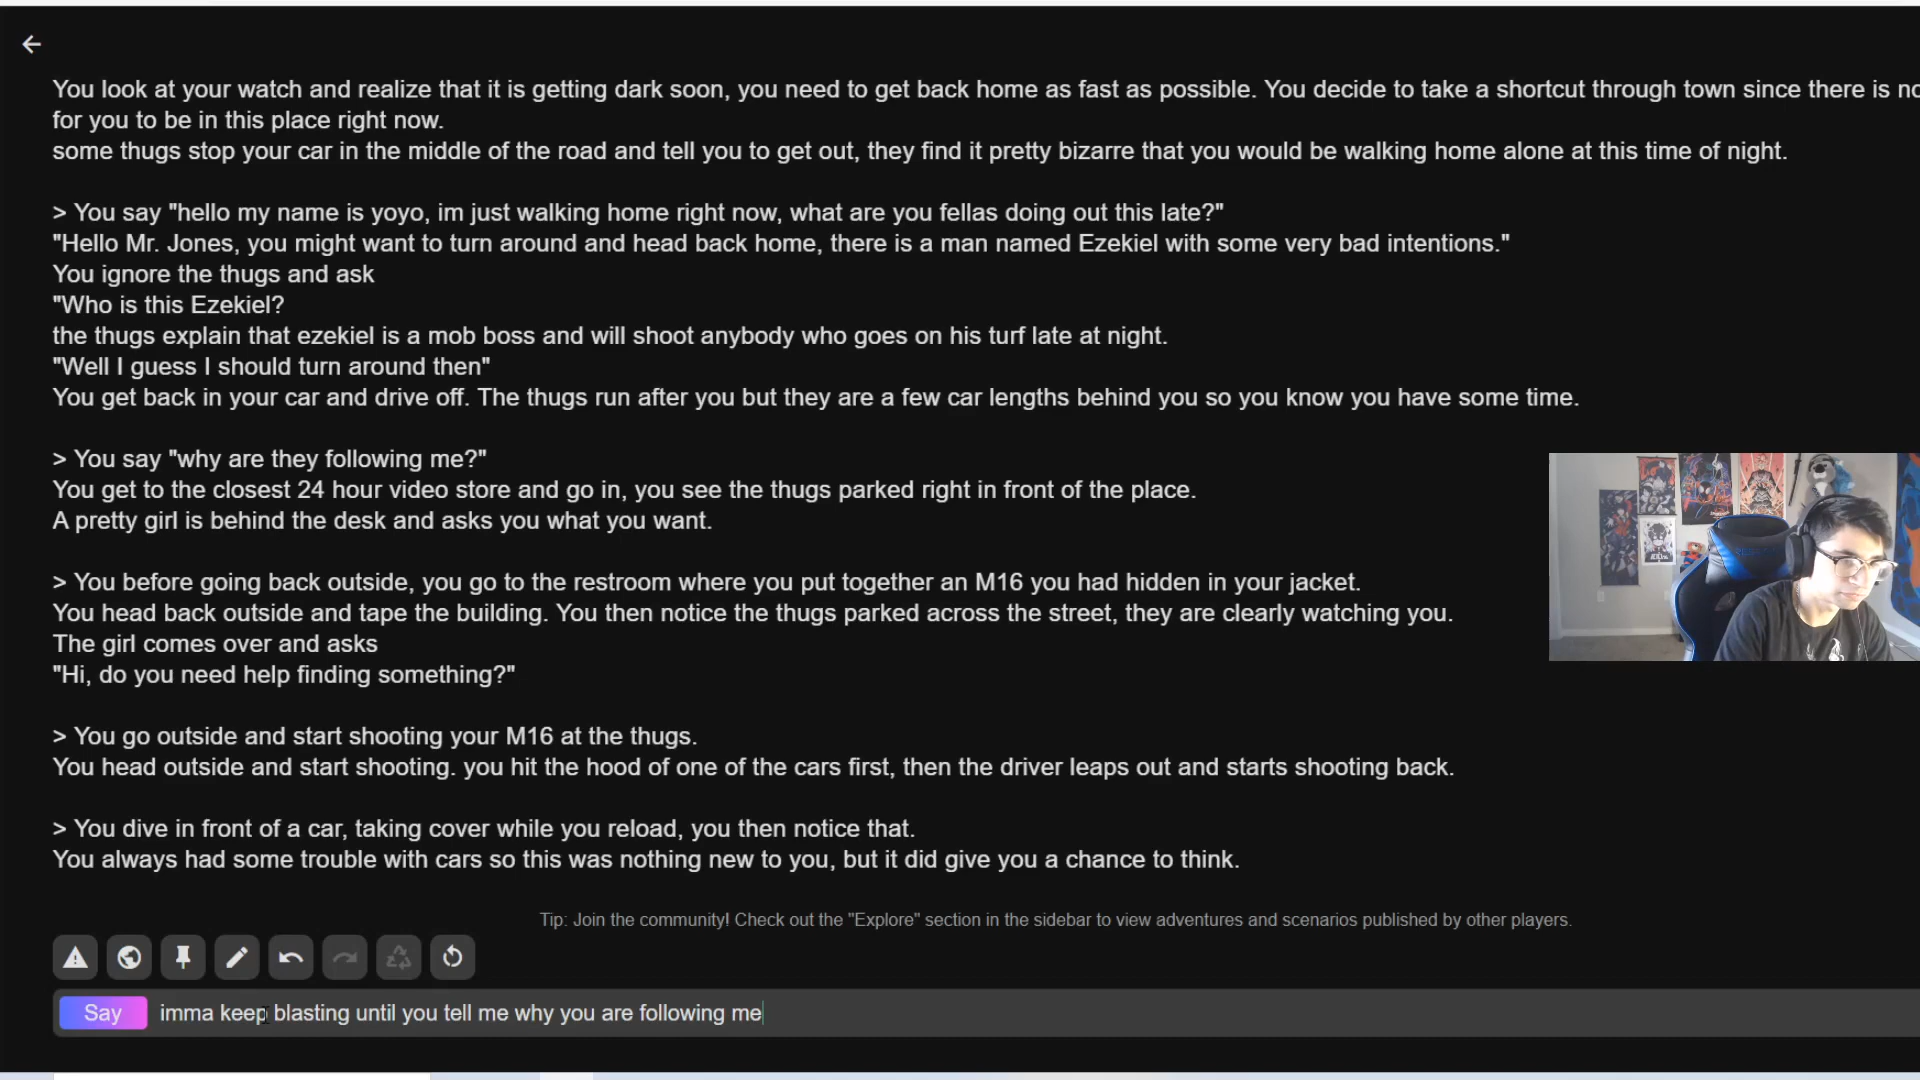 You look at your watch and realize that it is getting dark soon, you need to get back home as fast as possible. You decide to take a shortcut through town since there is
for you to be in this place right now.
some thugs stop your car in the middle of the road and tell you to get out, they find it pretty bizarre that you would be walking home alone at this time of night.
> You say "hello my name is yoyo, im just walking home right now, what are you fellas doing out this late?"
"Hello Mr. Jones, you might want to turn around and head back home, there is a man named Ezekiel with some very bad intentions."
You ignore the thugs and ask
"Who is this Ezekiel?
the thugs explain that ezekiel is a mob boss and will shoot anybody who goes on his turf late at night.
"Well I guess I should turn around then"
You get back in your car and drive off. The thugs run after you but they are a few car lengths behind you so you know you have some time.
> You say "why are they following me?"
You get to the closest 24 hour video store and go in, you see the thugs parked right in front of the place.
A pretty girl is behind the desk and asks you what you want.
> You before going back outside, you go to the restroom where you put together an M16 you had hidden in your jacket.
You head back outside and tape the building. You then notice the thugs parked across the street, they are clearly watching you.
The girl comes over and asks
"Hi, do you need help finding something?"
> You go outside and start shooting your M16 at the thugs.
You head outside and start shooting. you hit the hood of one of the cars first, then the driver leaps out and starts shooting back.
> You dive in front of a car, taking cover while you reload, you then notice that.
You always had some trouble with cars so this was nothing new to you, but it did give you a chance to think.
Tip: Join the community! Check out the "Explore" section in the sidebar to view adventures and scenarios published by other players.
Say imma keep blasting until you tell me why you are following me